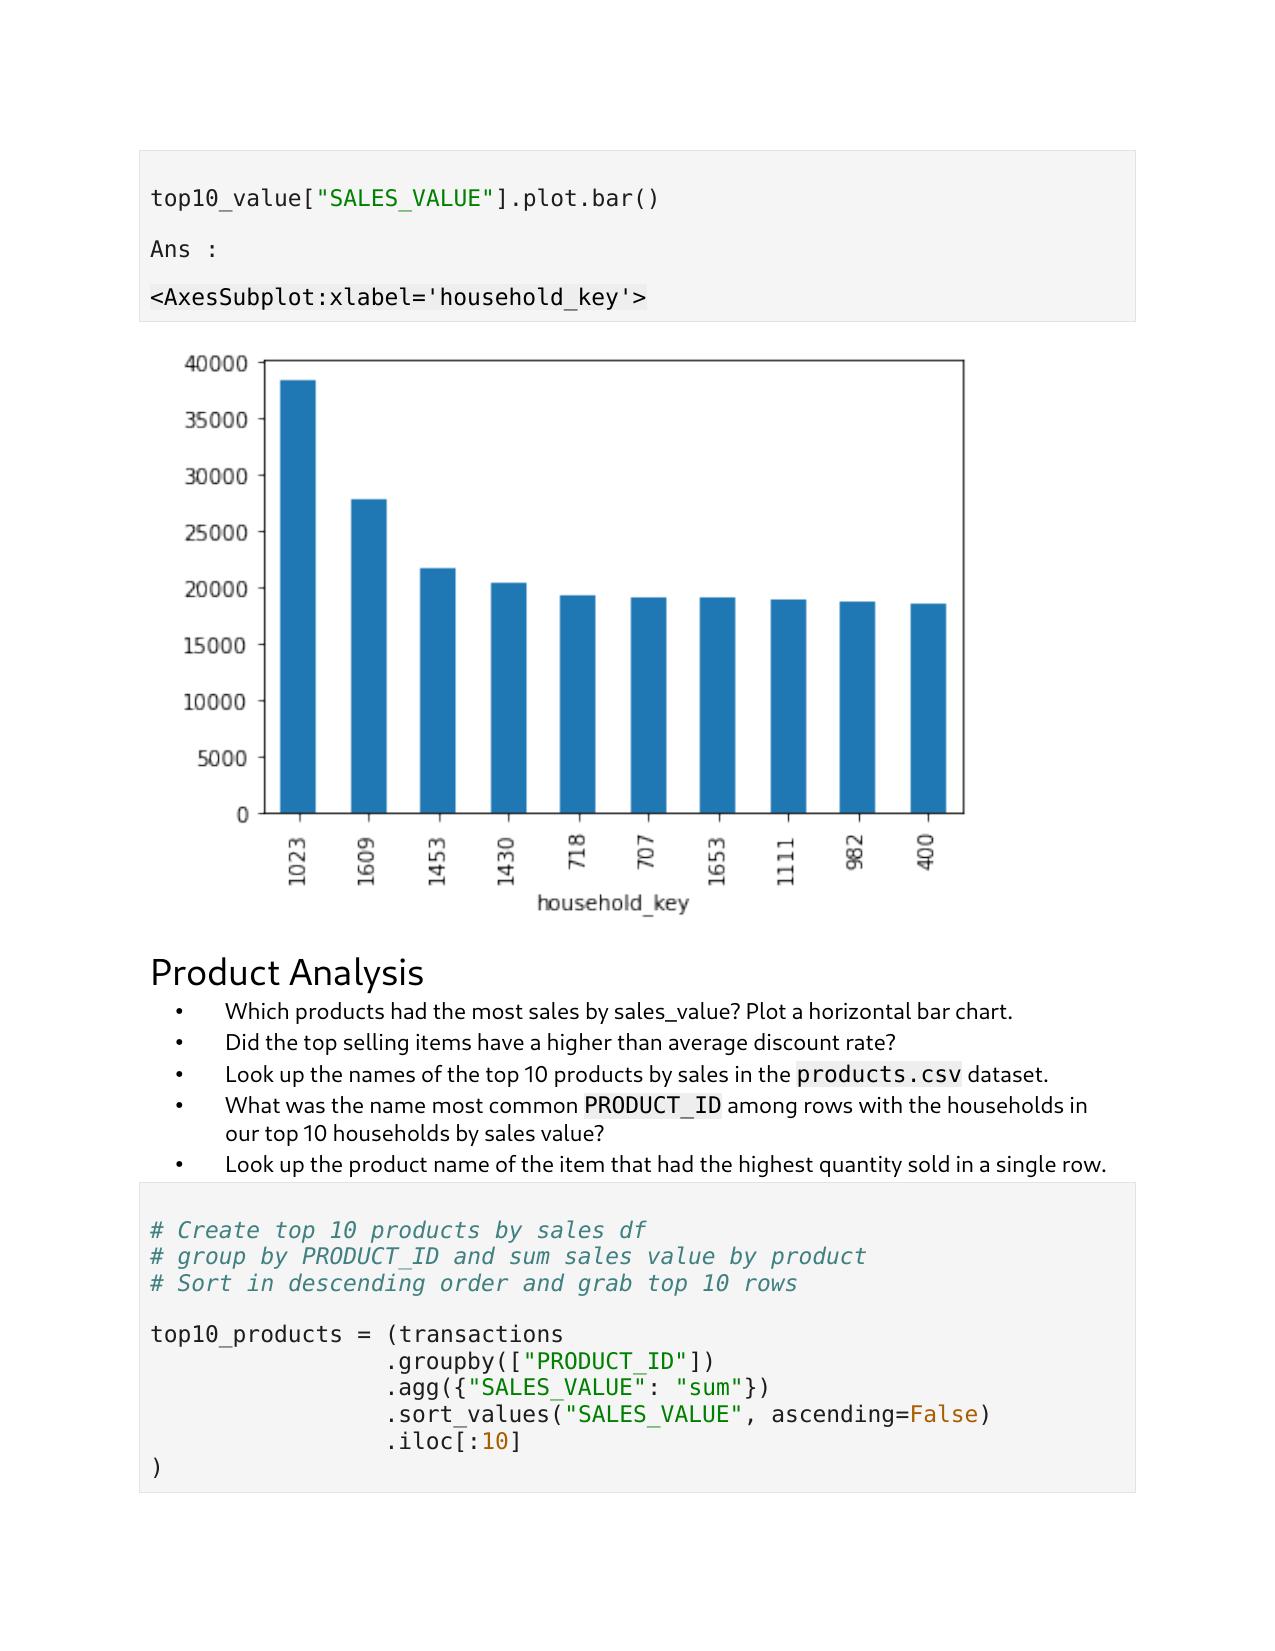 top10_value["SALES_VALUE"].plot.bar()
Ans :
<AxesSubplot:xlabel='household_key'>
40000
35000
30000
25000
20000
15000
10000
5000
0
1023 1609 1453 1430 718 707 1653 1111 982 400
household_key
Product Analysis
• Which products had the most sales by sales_value? Plot a horizontal bar chart.
• Did the top selling items have a higher than average discount rate?
• Look up the names of the top 10 products by sales in the products.csv dataset.
• What was the name most common PRODUCT_ID among rows with the households in
our top 10 households by sales value?
• Look up the product name of the item that had the highest quantity sold in a single row.
# Create top 10 products by sales df
# group by PRODUCT_ID and sum sales value by product
# Sort in descending order and grab top 10 rows
top10_products = (transactions
.groupby(["PRODUCT_ID"])
.agg({"SALES_VALUE": "sum"})
.sort_values("SALES_VALUE", ascending=False)
.iloc[:10]
)